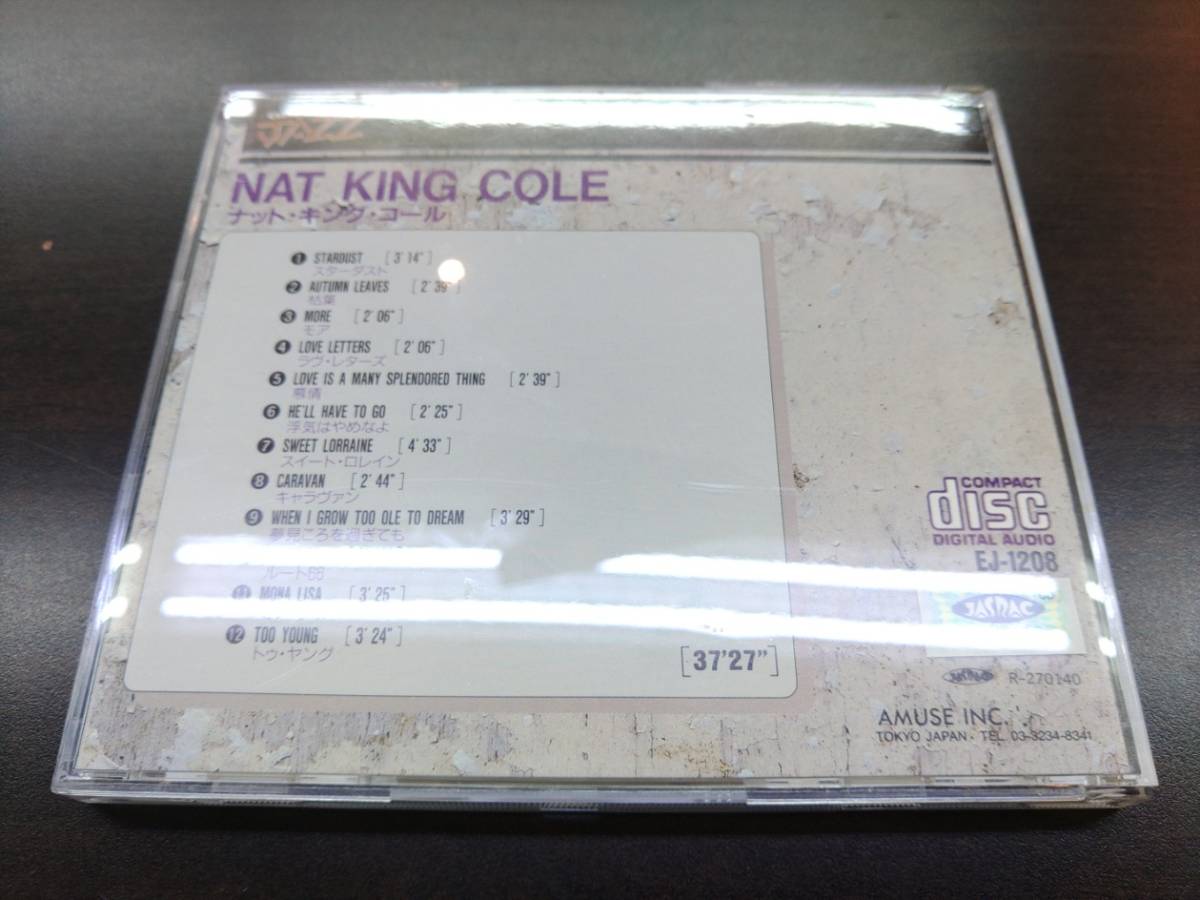 JAZZ
NAT KING COLE
ナット・キング・コール
❶ STARDUST [3'14"]
スターダスト
❷ AUTUMN LEAVES [2'39"]
枯葉
❸ MORE [2'06"]
モア
❹ LOVE LETTERS [2'06"]
ラヴ・レターズ
❺ LOVE IS A MANY SPLENDORED THING [2'39"]
慕情
❻ HE'LL HAVE TO GO [2'25"]
浮気はやめなよ
❼ SWEET LORRAINE [4'33"]
スイート・ロレイン
❽ CARAVAN [2'44"]
キャラヴァン
❾ WHEN I GROW TOO OLE TO DREAM [3'29"]
夢見ころを過ぎても
ルート66
⓫ MONA LISA [3'25"]
⓬ TOO YOUNG [3'24"]
トゥ・ヤング
[37'27"]
COMPACT
disc
DIGITAL AUDIO
EJ-1208
JASRAC
JASRAC R-270140
AMUSE INC.
TOKYO JAPAN・TEL 03-3234-8341